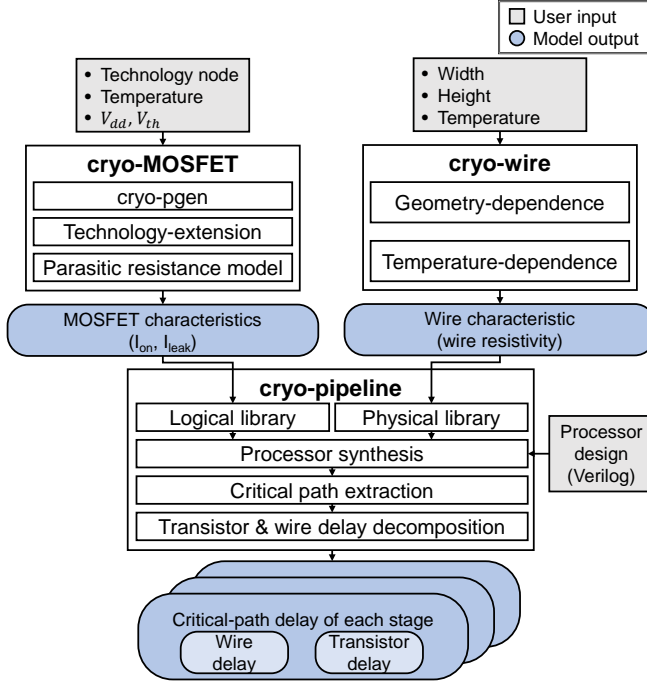 User input
Model output
• Technology node
• Temperature
• V_dd, V_th
• Width
• Height
• Temperature
cryo-MOSFET
cryo-pgen
Technology-extension
Parasitic resistance model
cryo-wire
Geometry-dependence
Temperature-dependence
MOSFET characteristics
(I_on, I_leak)
Wire characteristic
(wire resistivity)
cryo-pipeline
Logical library
Physical library
Processor synthesis
Critical path extraction
Transistor & wire delay decomposition
Processor
design
(Verilog)
Critical-path delay of each stage
Wire
delay
Transistor
delay